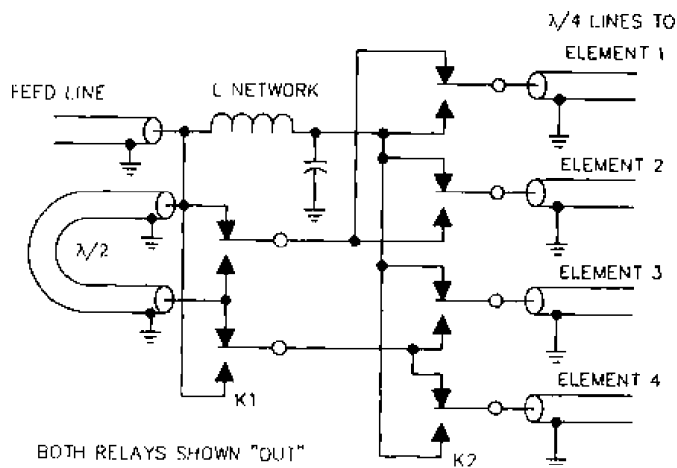 λ/4 LINES TO
ELEMENT 1
FEED LINE
L NETWORK
ELEMENT 2
λ/2
ELEMENT 3
K1
ELEMENT 4
BOTH RELAYS SHOWN "OUT"
K2